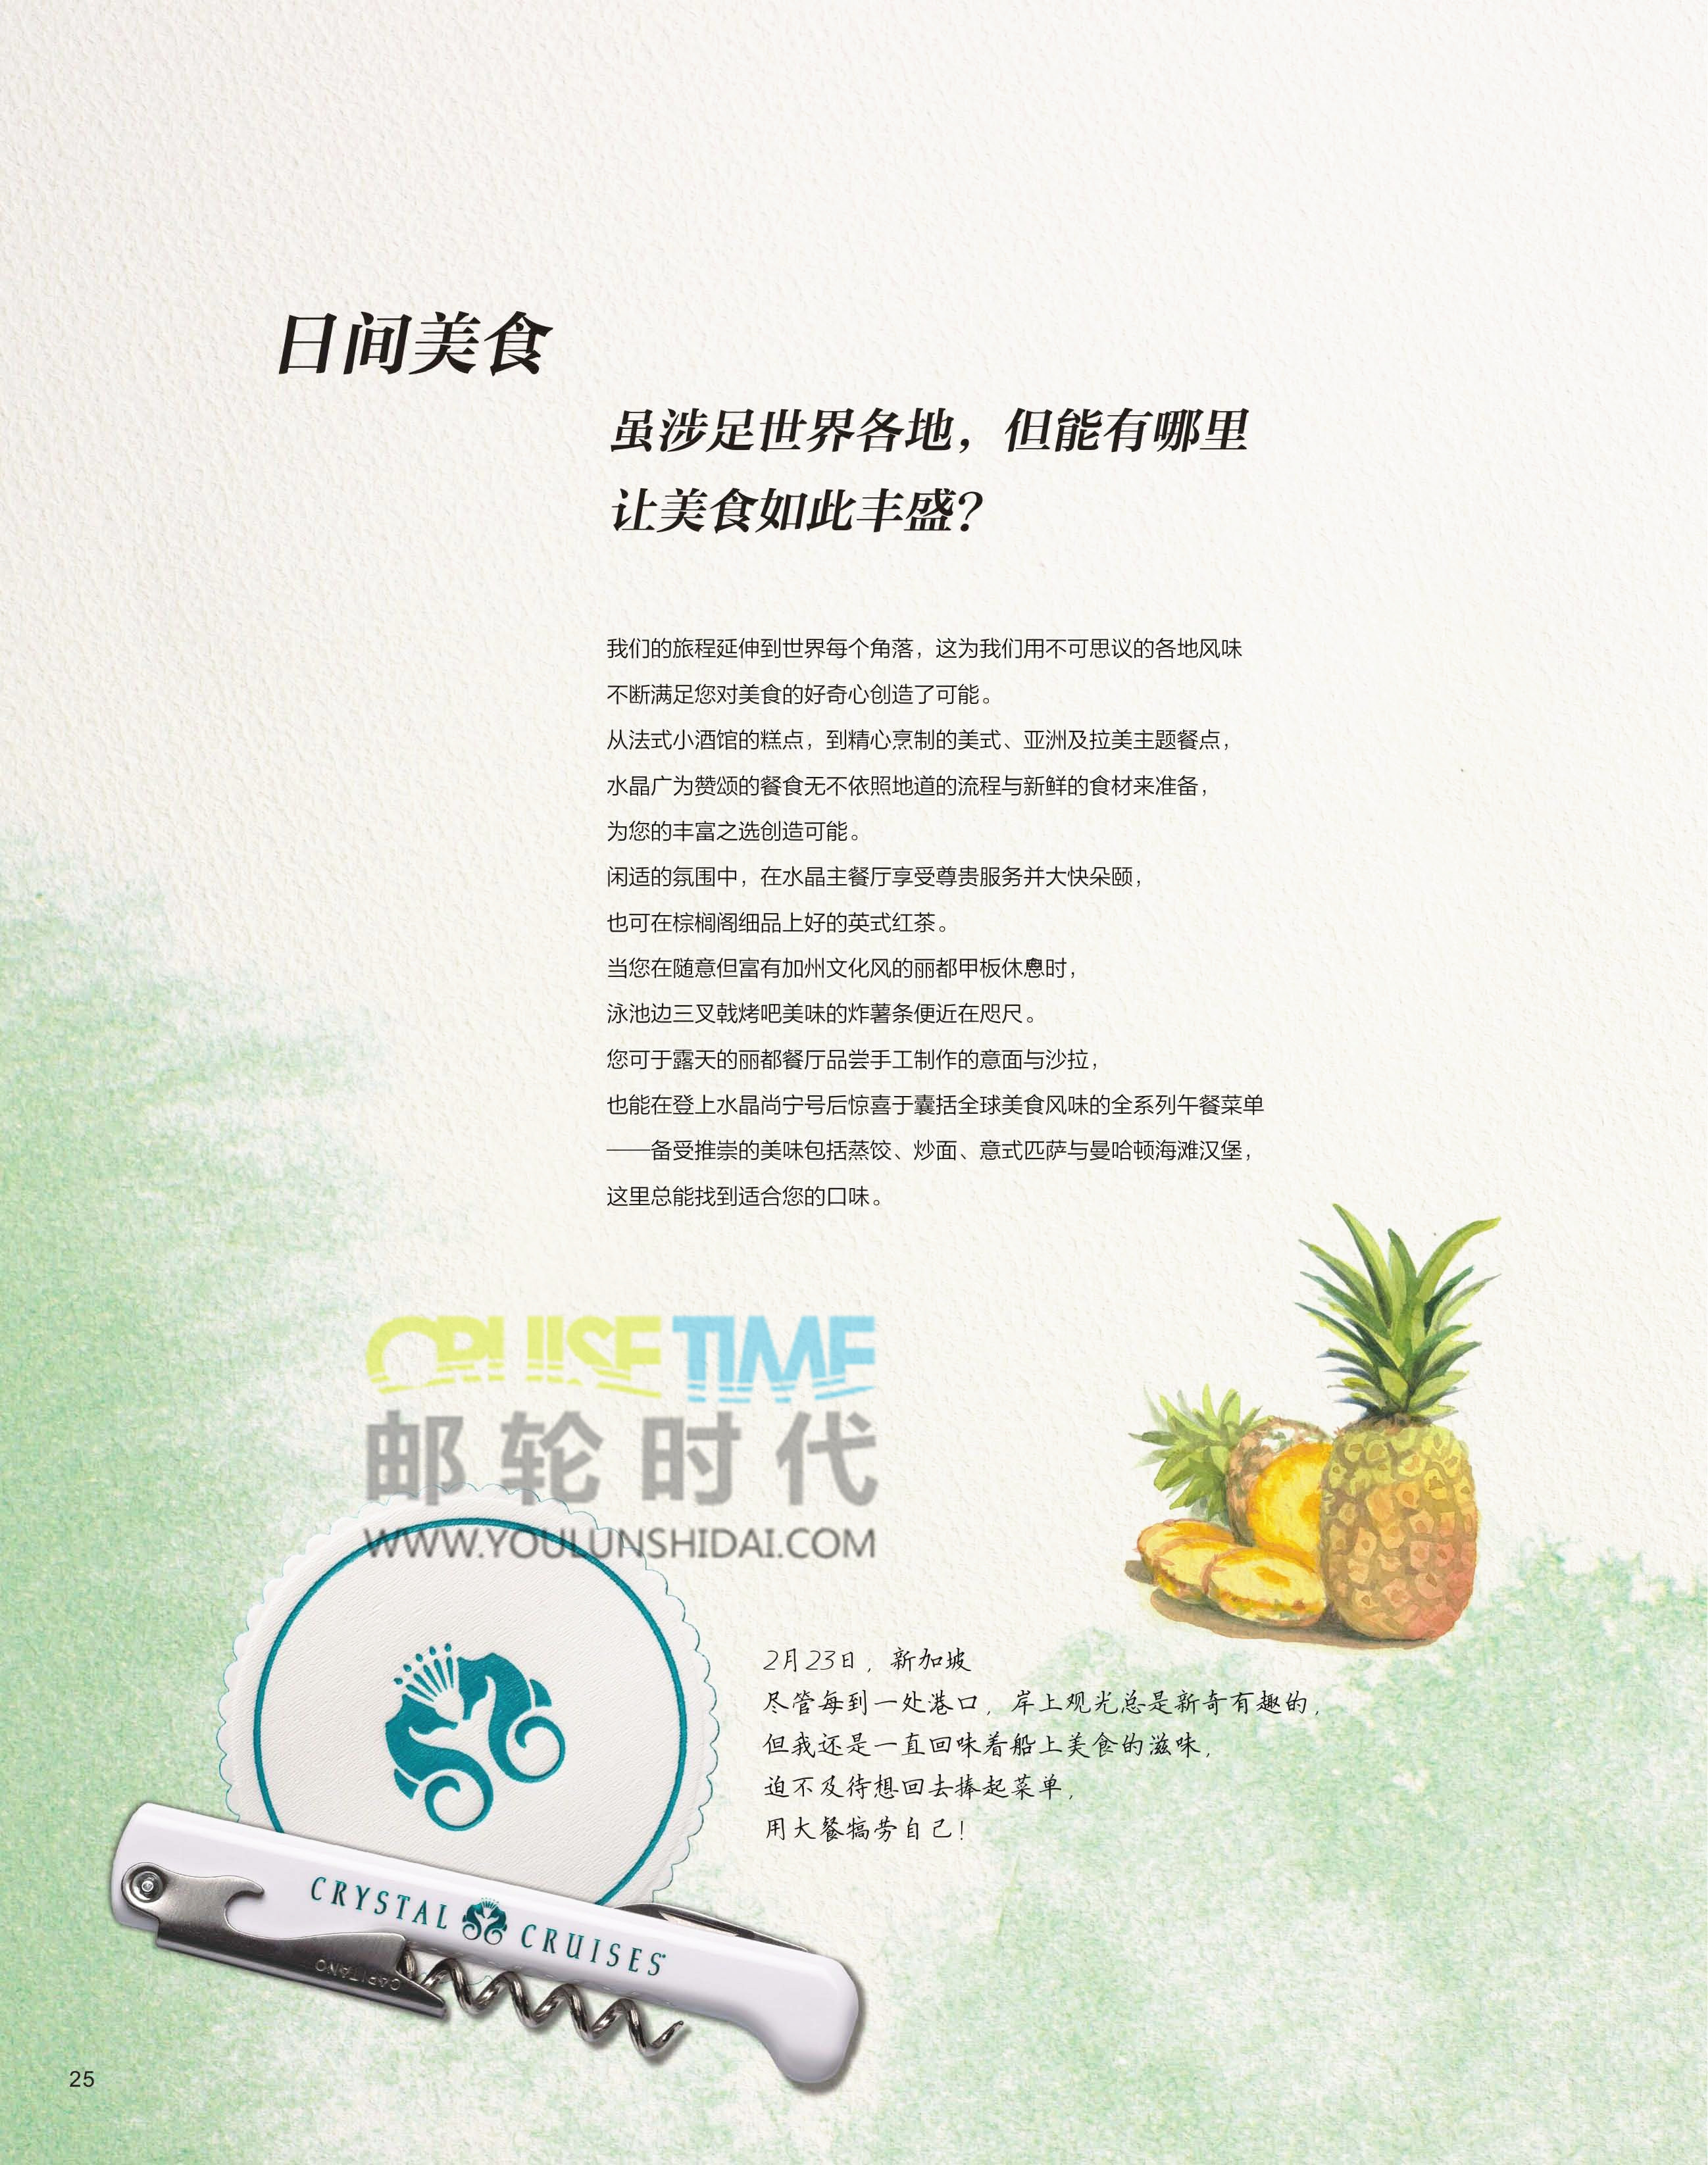 日间美食
虽涉足世界各地，但能有哪里
让美食如此丰盛？
我们的旅程延伸到世界每个角落，这为我们用不可思议的各地风味
不断满足您对美食的好奇心创造了可能。
从法式小酒馆的糕点，到精心烹制的美式、亚洲及拉美主题餐点，
水晶广为赞颂的餐食无不依照地道的流程与新鲜的食材来准备，
为您的丰富之选创造可能。
闲适的氛围中，在水晶主餐厅享受尊贵服务并大快朵颐，
也可在棕榈阁细品上好的英式红茶。
当您在随意但富有加州文化风的丽都甲板休息时，
泳池边三叉戟烤吧美味的炸薯条便近在咫尺。
您可于露天的丽都餐厅品尝手工制作的意面与沙拉，
也能在登上水晶尚宁号后惊喜于囊括全球美食风味的全系列午餐菜单
——备受推崇的美味包括蒸饺、炒面、意式匹萨与曼哈顿海滩汉堡，
这里总能找到适合您的口味。
CRUISETIME
邮轮时代
WWW.YOULUNSHIDAI.COM
2月23日，新加坡
尽管每到一处港口，岸上观光总是新奇有趣的，
但我还是一直回味着船上美食的滋味，
迫不及待想回去捧起菜单，
用大餐犒劳自己！
CRYSTAL CRUISES
CAPITANO
25